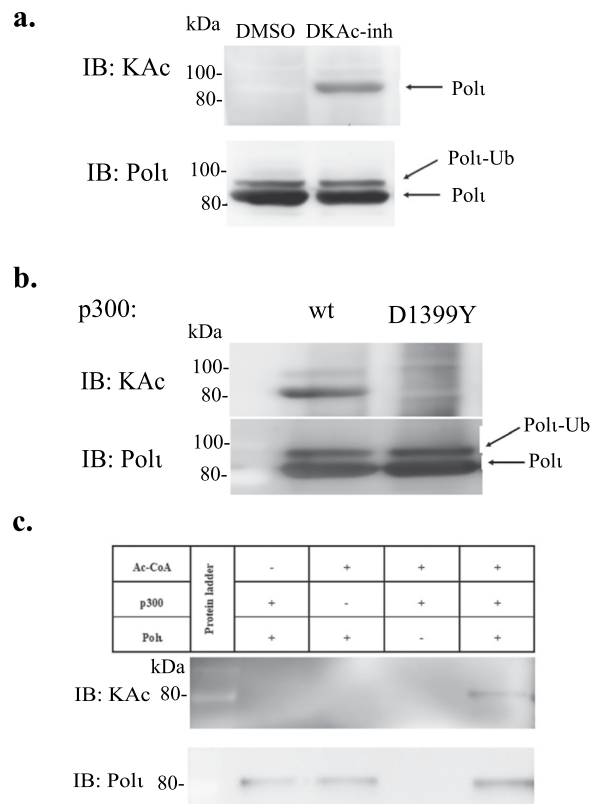 a.
kDa
DMSO DKAc-inh
IB: KAc
100-
80-
Polι
IB: Polι
100-
80-
Polι-Ub
Polι
b.
p300: wt D1399Y
kDa
IB: KAc
100-
80-
IB: Polι
100-
80-
Polι-Ub
Polι
c.
Ac-CoA - + + +
p300 + - + +
Polι + + - +
Protein ladder
kDa
IB: KAc 80-
IB: Polι 80-